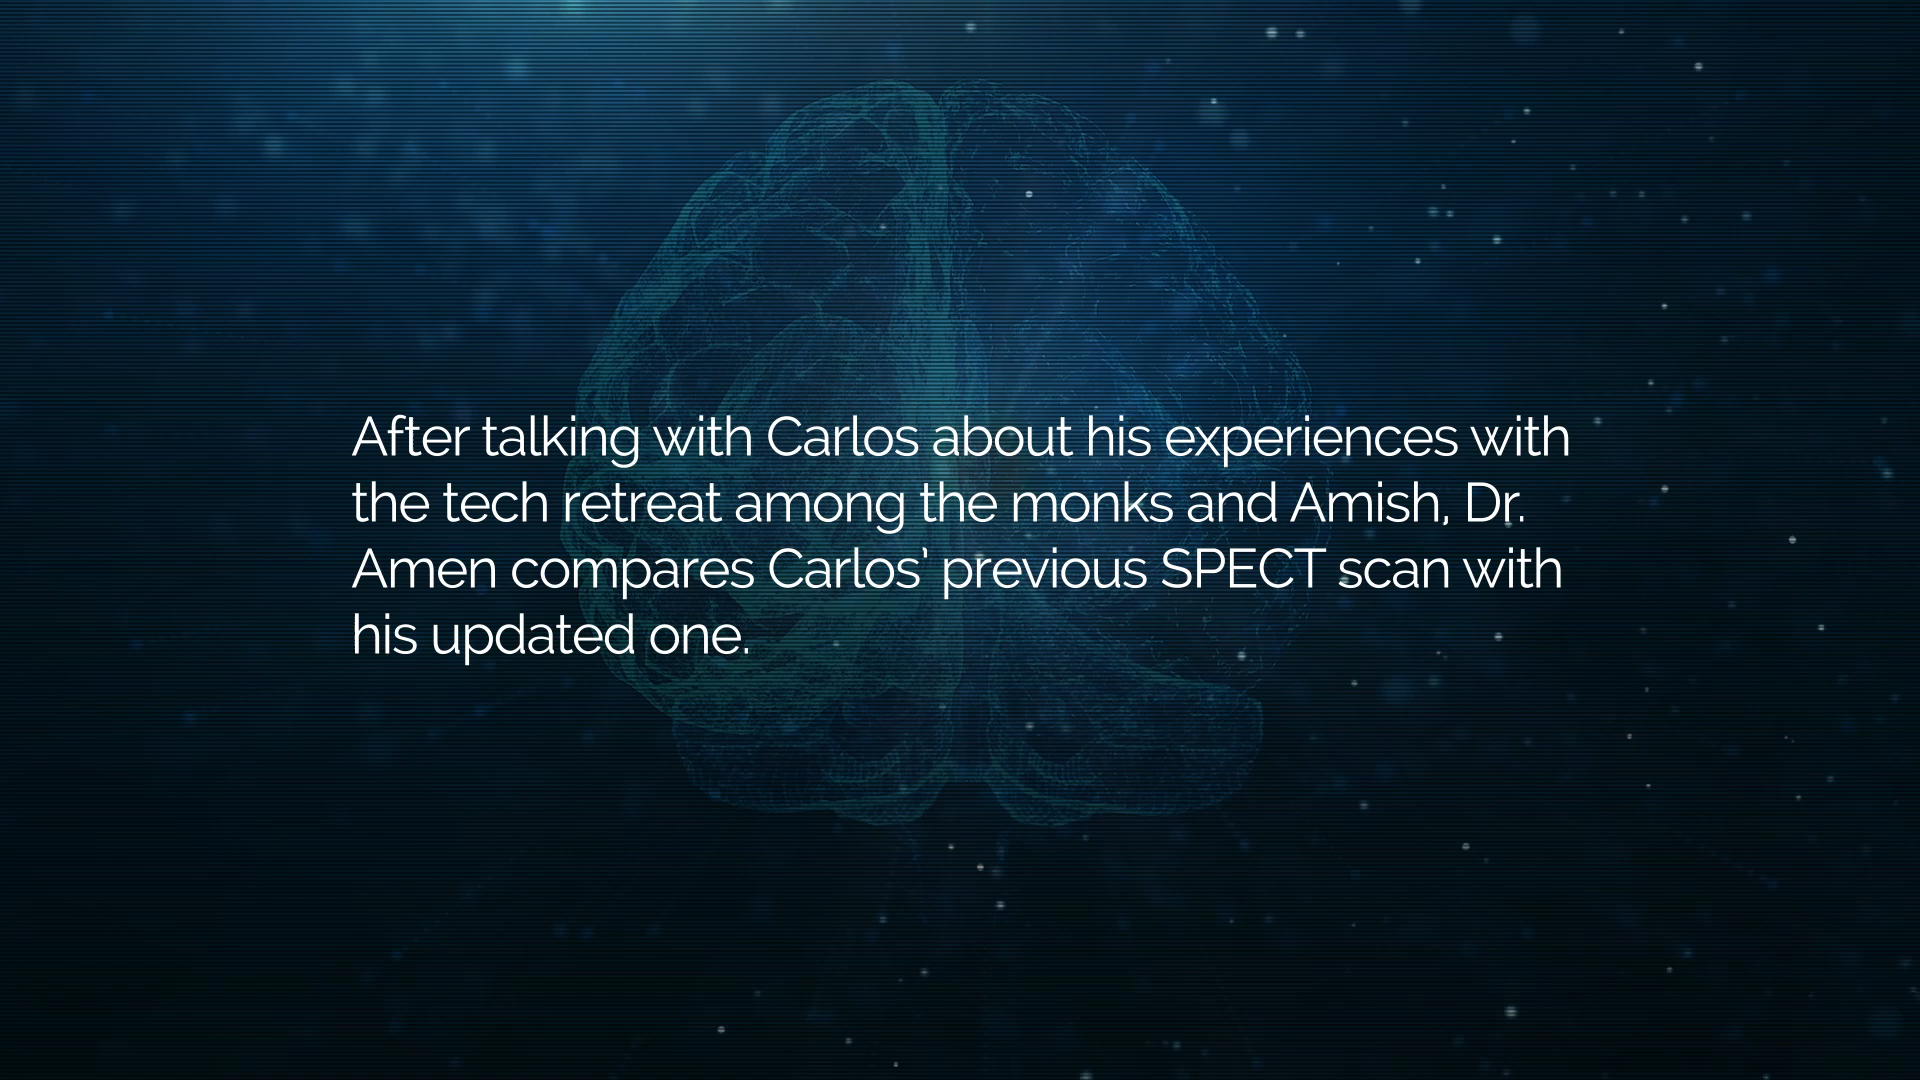 After talking with Carlos about his experiences with
the tech retreat among the monks and Amish, Dr.
Amen compares Carlos’ previous SPECT scan with
his updated one.